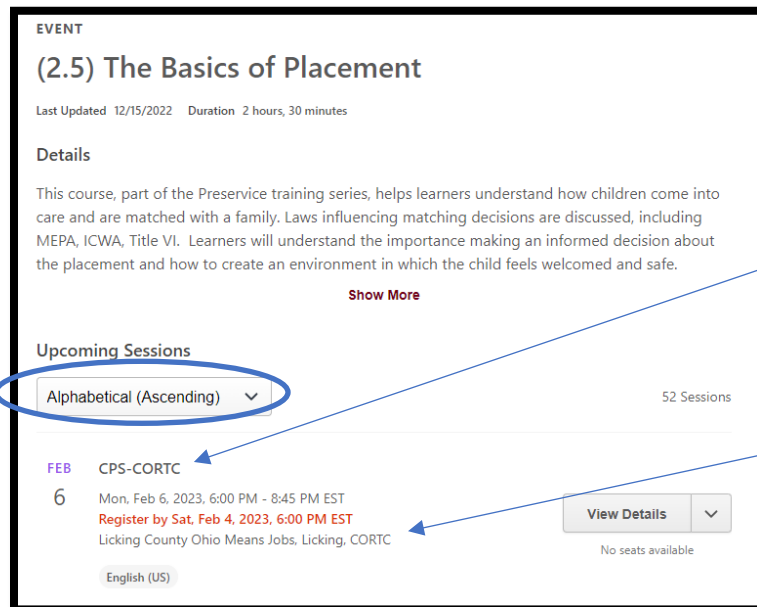 EVENT
(2.5) The Basics of Placement
Last Updated 12/15/2022 Duration 2 hours, 30 minutes
Details
This course, part of the Preservice training series, helps learners understand how children come into
care and are matched with a family. Laws influencing matching decisions are discussed, including
MEPA, ICWA, Title VI. Learners will understand the importance making an informed decision about
the placement and how to create an environment in which the child feels welcomed and safe.
Show More
Upcoming Sessions
Alphabetical (Ascending)
52 Sessions
FEB
6
CPS-CORTC
Mon, Feb 6, 2023, 6:00 PM - 8:45 PM EST
Register by Sat, Feb 4, 2023, 6:00 PM EST
Licking County Ohio Means Jobs, Licking, CORTC
English (US)
View Details
No seats available